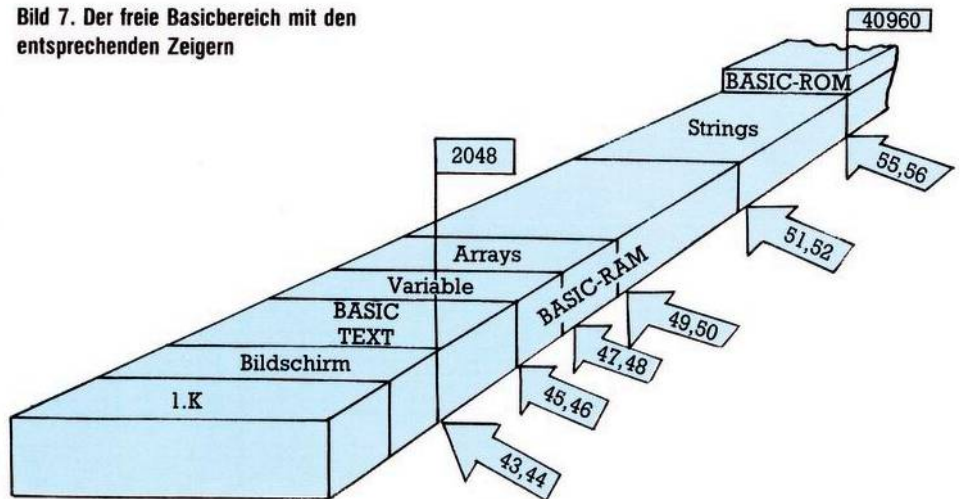 Bild 7. Der freie Basicbereich mit den
entsprechenden Zeigern
40960
BASIC-ROM
Strings
2048
55,56
51,52
Arrays
Variable
BASIC-RAM
BASIC
TEXT
49,50
47,48
Bildschirm
45,46
1.K
43,44